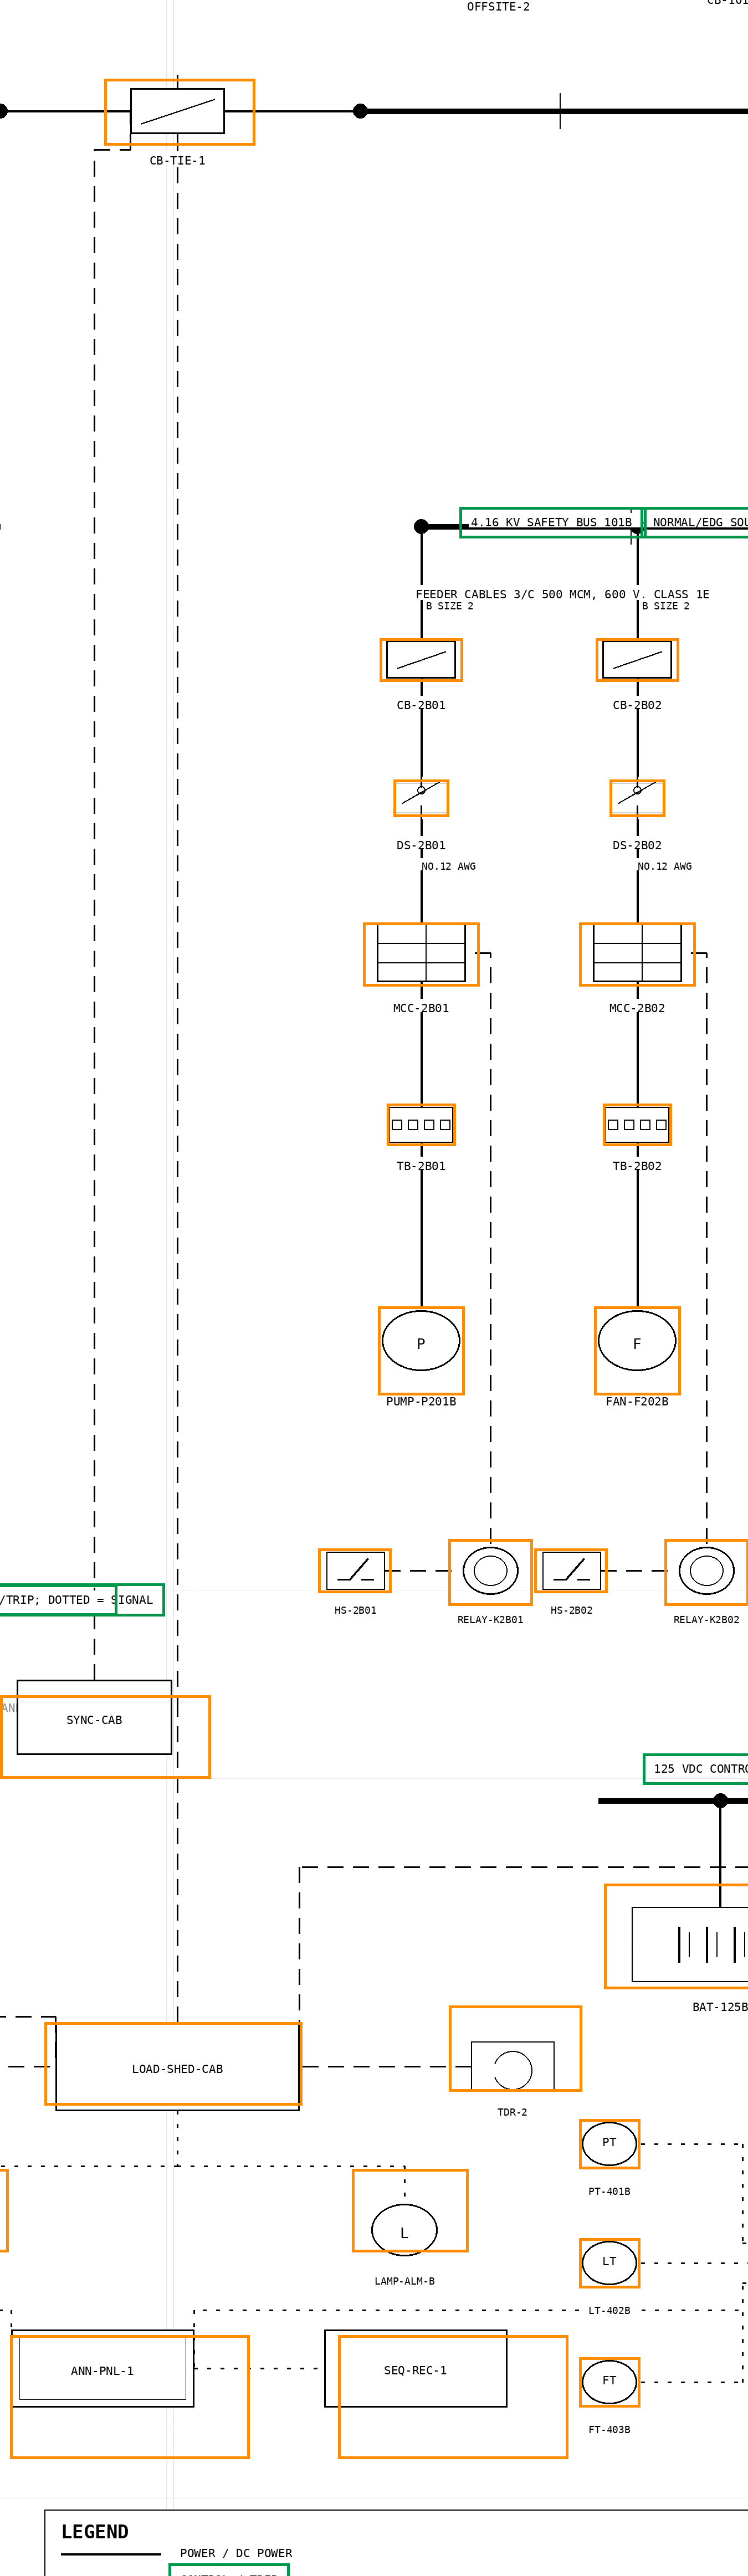 OFFSITE-2
CB-TIE-1
4.16 KV SAFETY BUS 101B
NORMAL/EDG SOU
FEEDER CABLES 3/C 500 MCM, 600 V. CLASS 1E
B SIZE 2
B SIZE 2
CB-2B01
CB-2B02
DS-2B01
DS-2B02
NO.12 AWG
NO.12 AWG
MCC-2B01
MCC-2B02
TB-2B01
TB-2B02
P
F
PUMP-P201B
FAN-F202B
/TRIP; DOTTED = SIGNAL
HS-2B01
RELAY-K2B01
HS-2B02
RELAY-K2B02
AN
SYNC-CAB
125 VDC CONTRO
BAT-125B
LOAD-SHED-CAB
TDR-2
PT
PT-401B
L
LAMP-ALM-B
LT
LT-402B
ANN-PNL-1
SEQ-REC-1
FT
FT-403B
LEGEND
POWER / DC POWER